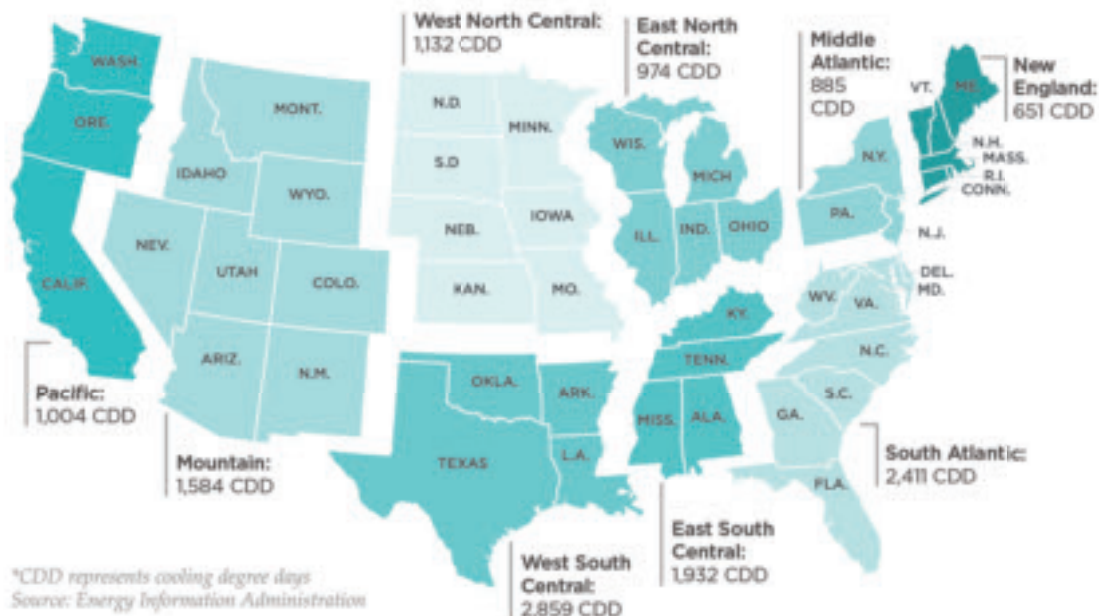 West North Central:
1,132 CDD
East North
Central:
974 CDD
Middle
Atlantic:
885
CDD
New
England:
651 CDD
WASH.
ORE.
CALIF.
MONT.
IDAHO
WYO.
NEV.
UTAH
COLO.
ARIZ.
N.M.
N.D.
S.D
NEB.
KAN.
MINN.
IOWA
MO.
WIS.
MICH
ILL.
IND.
OHIO
N.Y.
PA.
N.J.
VT.
ME.
N.H.
MASS.
R.I.
CONN.
DEL.
MD.
WV.
VA.
N.C.
S.C.
GA.
FLA.
KY.
TENN.
MISS.
ALA.
OKLA.
ARK.
TEXAS
L.A.
Pacific:
1,004 CDD
Mountain:
1,584 CDD
West South
Central:
2,859 CDD
East South
Central:
1,932 CDD
South Atlantic:
2,411 CDD
*CDD represents cooling degree days
Source: Energy Information Administration